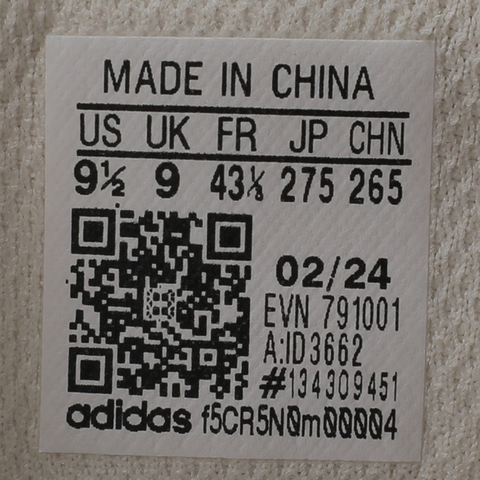 MADE IN CHINA
US UK FR JP CHN
9½ 9 43⅓ 275 265
02/24
EVN 791001
A:ID3662
#134309451
adidas f5CR5N0m00004